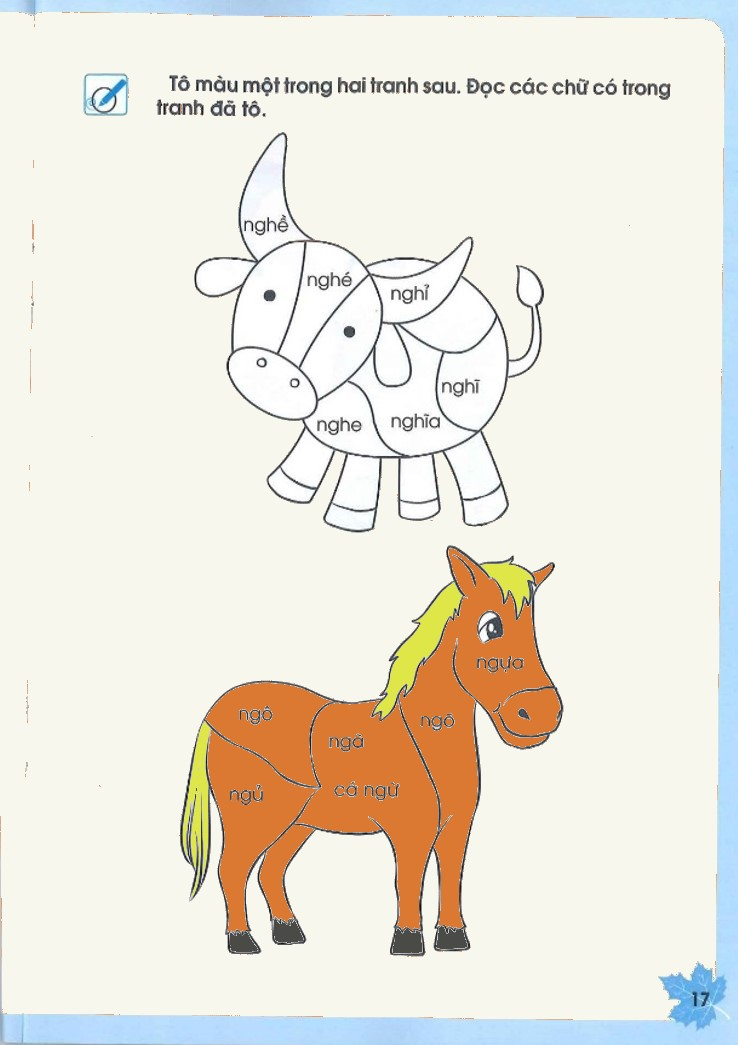 Tô màu một trong hai tranh sau. Đọc các chữ có trong
tranh đã tô.
nghề
nghé
nghỉ
nghĩ
nghe
nghĩa
ngựa
ngô
ngõ
ngã
ngủ
cá ngừ
17